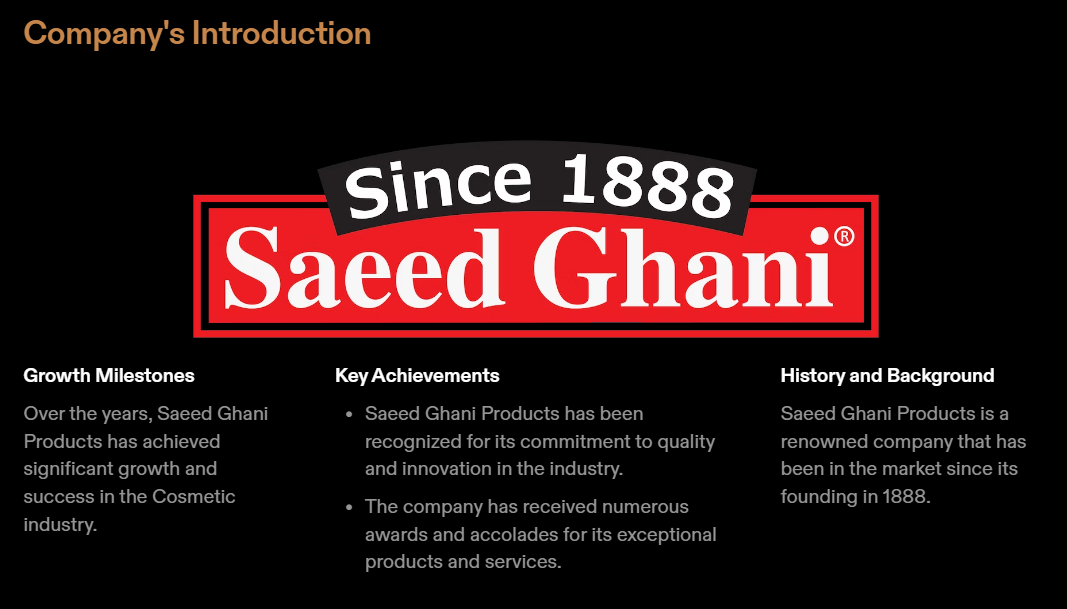 Company's Introduction
Since 1888
Saeed Ghani®
Growth Milestones
Over the years, Saeed Ghani
Products has achieved
significant growth and
success in the Cosmetic
industry.
Key Achievements
• Saeed Ghani Products has been
recognized for its commitment to quality
and innovation in the industry.
• The company has received numerous
awards and accolades for its exceptional
products and services.
History and Background
Saeed Ghani Products is a
renowned company that has
been in the market since its
founding in 1888.